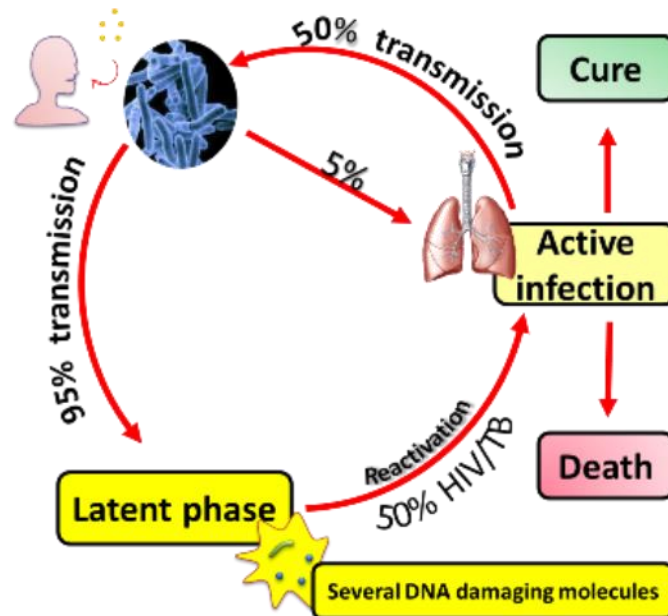 50% transmission
Cure
5%
95% transmission
Active
infection
Reactivation
50% HIV/TB
Death
Latent phase
Several DNA damaging molecules